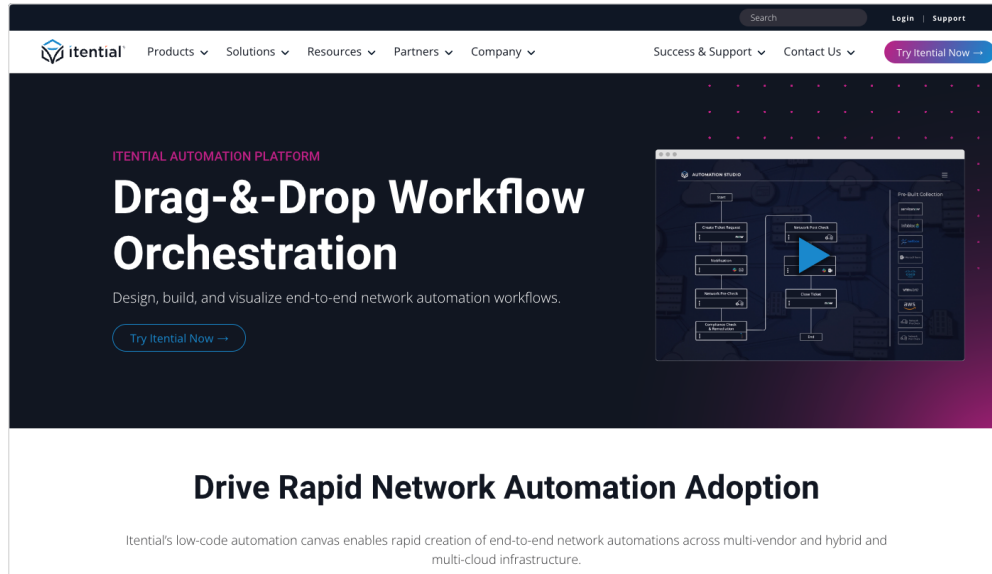 Search
Login | Support
itential
Products
Solutions
Resources
Partners
Company
Success & Support
Contact Us
Try Itential Now →
ITENTIAL AUTOMATION PLATFORM
Drag-&-Drop Workflow
Orchestration
Design, build, and visualize end-to-end network automation workflows.
Try Itential Now →
AUTOMATION STUDIO
Start
Create Ticket Request
Notification
Network Pre-Check
Compliance Check
& Remediation
Network Post-Check
Close Ticket
End
Pre-Built Collection
servicenow
Infoblox
vmware
aws
Drive Rapid Network Automation Adoption
Itential's low-code automation canvas enables rapid creation of end-to-end network automations across multi-vendor and hybrid and
multi-cloud infrastructure.